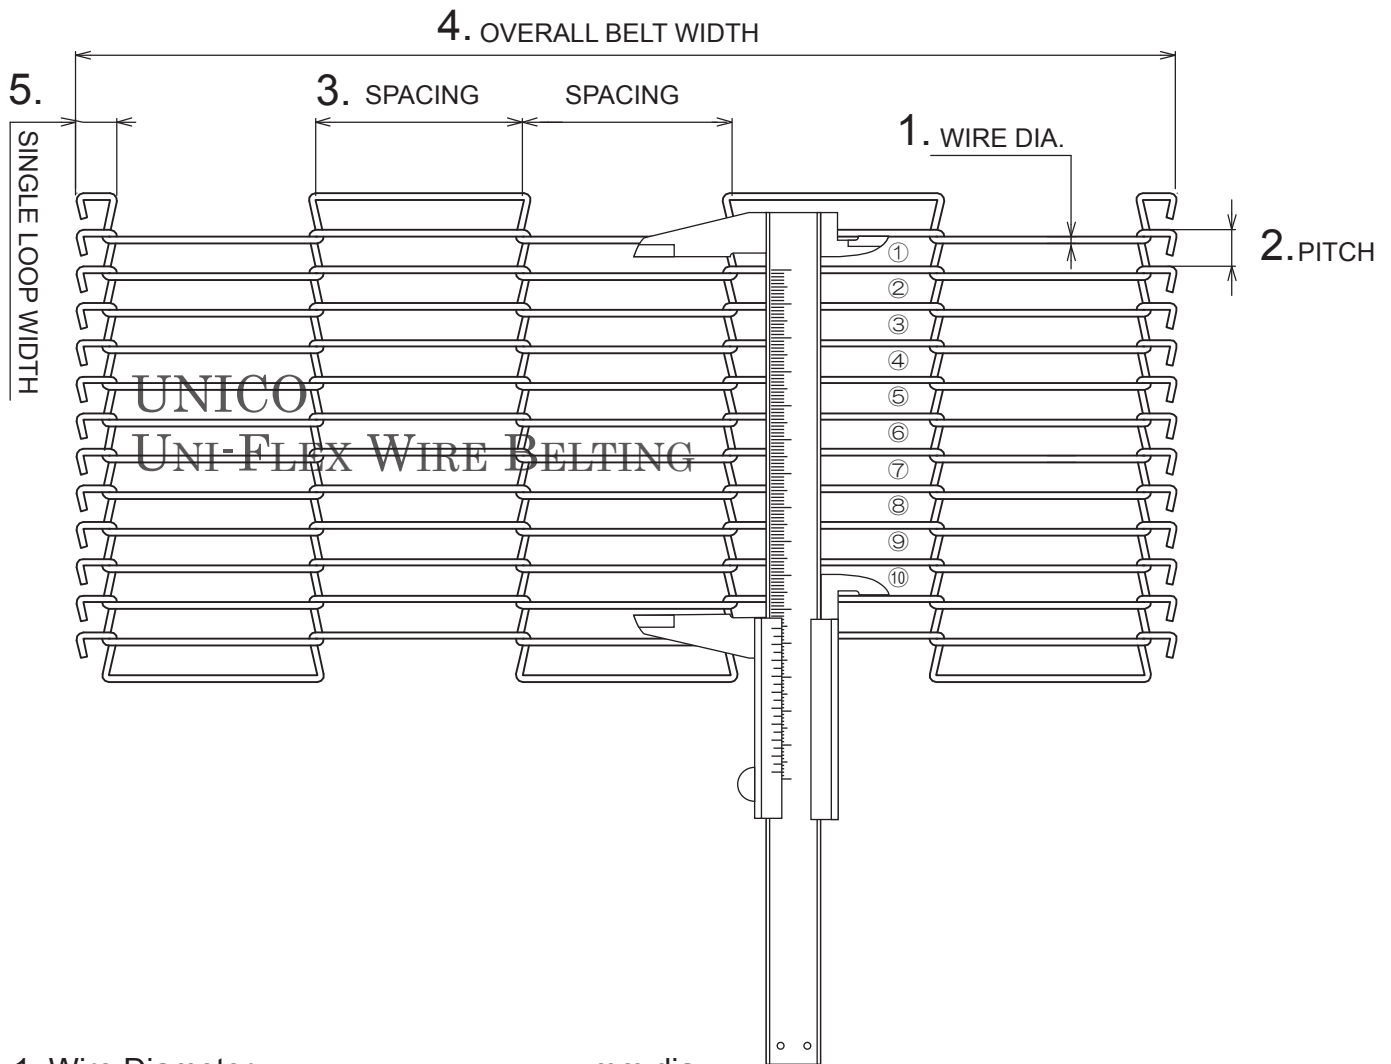 4. OVERALL BELT WIDTH
5.
3. SPACING
SPACING
1. WIRE DIA.
SINGLE LOOP WIDTH
2. PITCH
①
②
③
④
⑤
UNICO
⑥
UNI-FLEX WIRE BELTING
⑦
⑧
⑨
⑩
1. Wire Diameter mm dia.